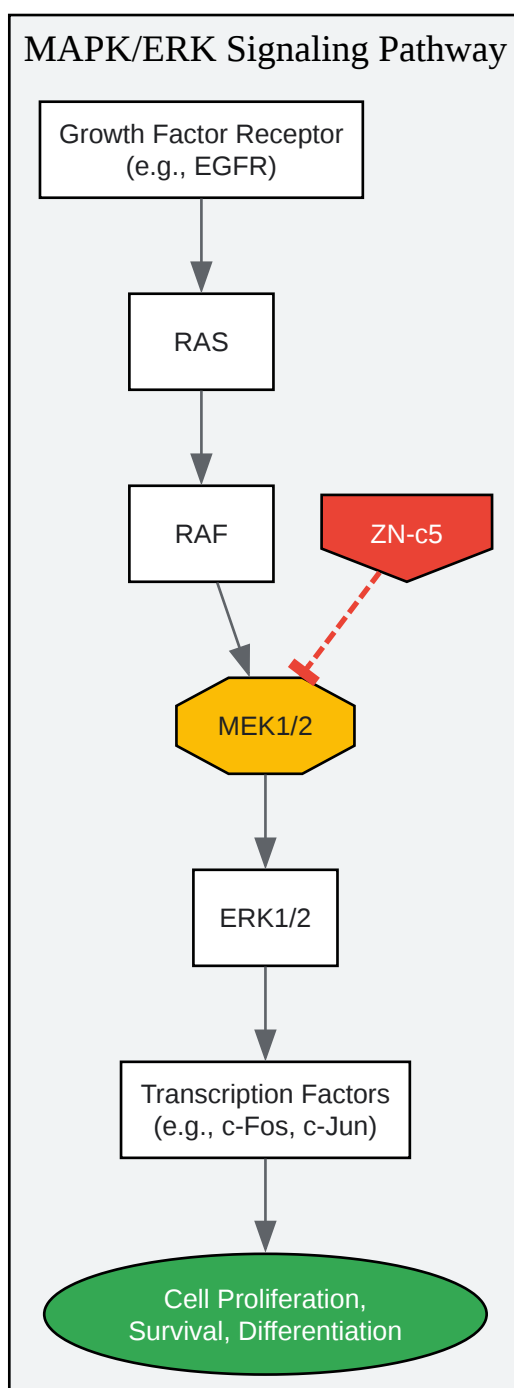 MAPK/ERK Signaling Pathway
Growth Factor Receptor
(e.g., EGFR)
RAS
RAF
ZN-c5
MEK1/2
ERK1/2
Transcription Factors
(e.g., c-Fos, c-Jun)
Cell Proliferation,
Survival, Differentiation